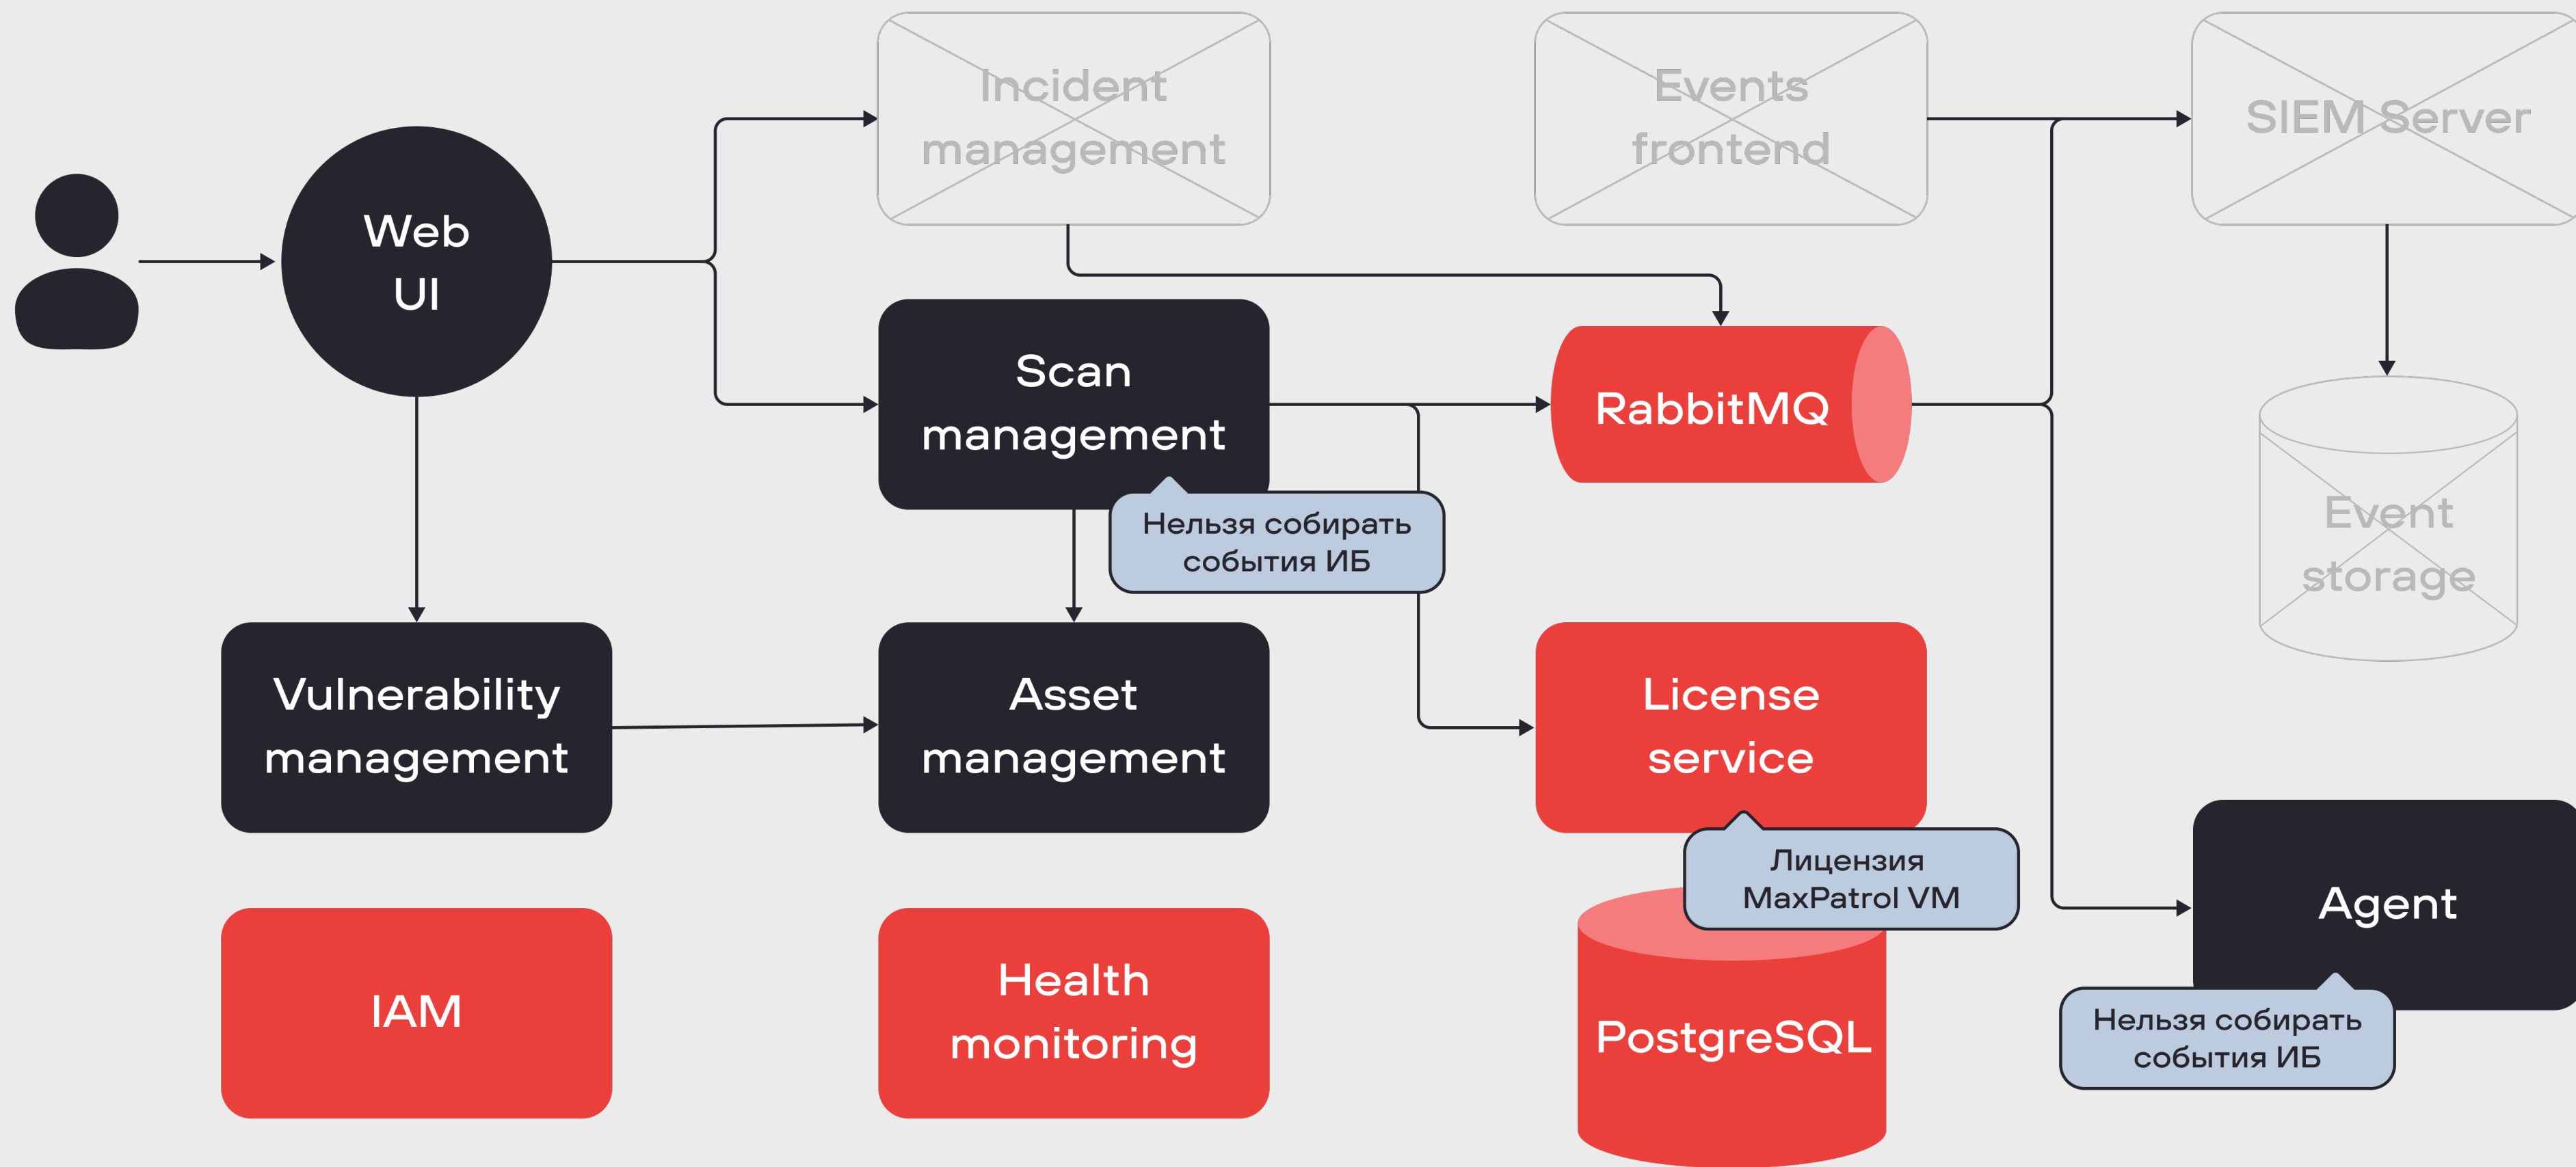 Incident
management
Events
frontend
SIEM Server
Web
UI
Scan
management
RabbitMQ
Нельзя собирать
события ИБ
Event
storage
Vulnerability
management
Asset
management
License
service
Лицензия
MaxPatrol VM
Agent
IAM
Health
monitoring
PostgreSQL
Нельзя собирать
события ИБ